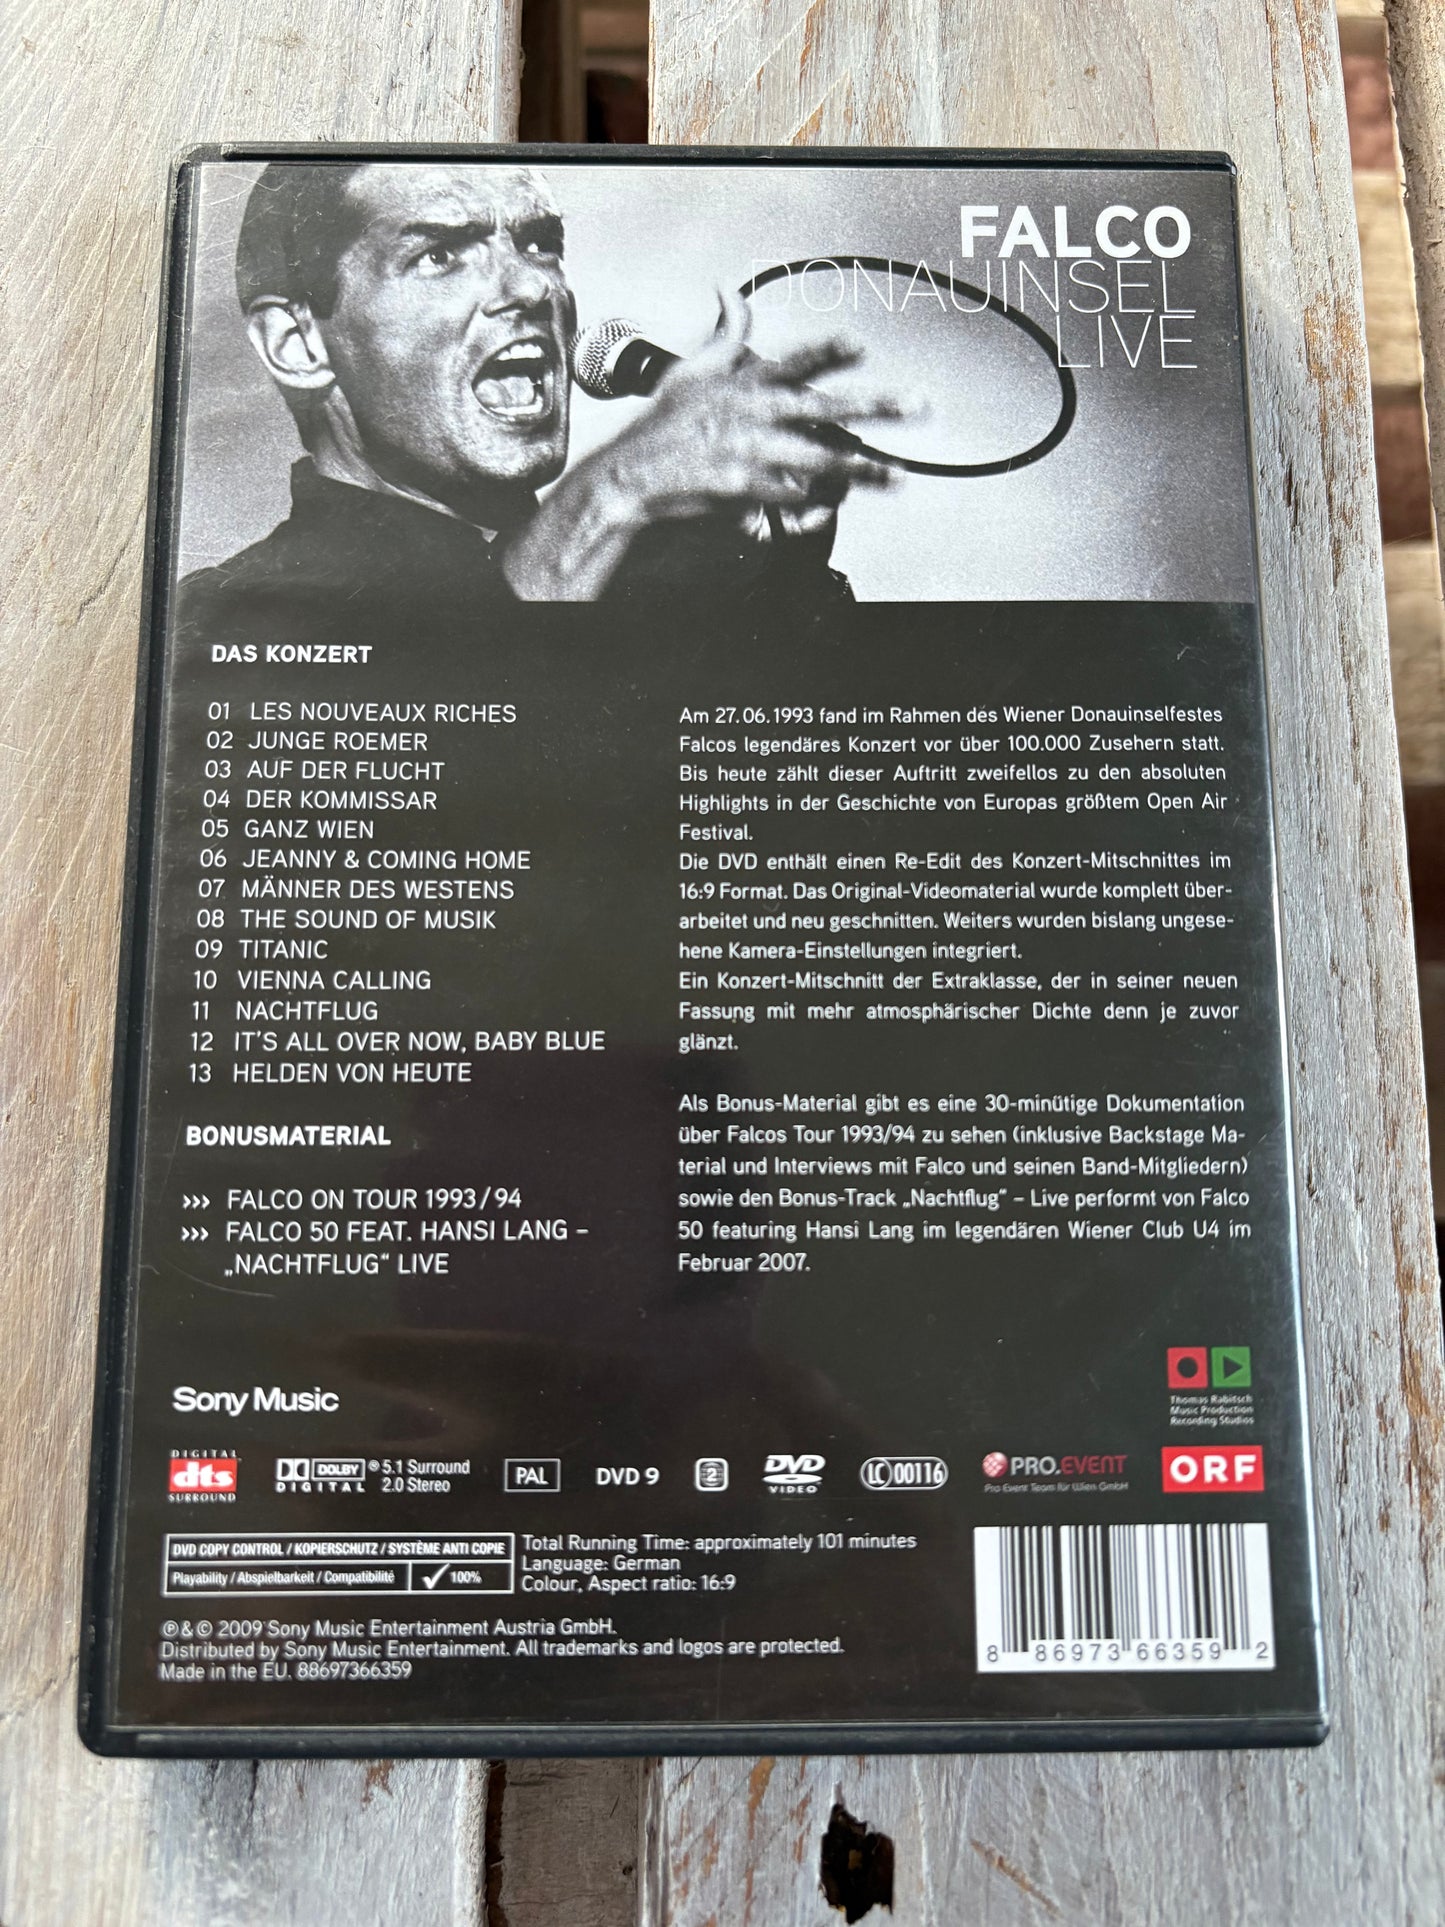 FALCO
DONAUINSEL
LIVE
DAS KONZERT
01 LES NOUVEAUX RICHES
02 JUNGE ROEMER
03 AUF DER FLUCHT
04 DER KOMMISSAR
05 GANZ WIEN
06 JEANNY & COMING HOME
07 MÄNNER DES WESTENS
08 THE SOUND OF MUSIK
09 TITANIC
10 VIENNA CALLING
11 NACHTFLUG
12 IT'S ALL OVER NOW, BABY BLUE
13 HELDEN VON HEUTE
BONUSMATERIAL
››› FALCO ON TOUR 1993/94
››› FALCO 50 FEAT. HANSI LANG –
„NACHTFLUG“ LIVE
Am 27.06.1993 fand im Rahmen des Wiener Donauinselfestes
Falcos legendäres Konzert vor über 100.000 Zusehern statt.
Bis heute zählt dieser Auftritt zweifellos zu den absoluten
Highlights in der Geschichte von Europas größtem Open Air
Festival.
Die DVD enthält einen Re-Edit des Konzert-Mitschnittes im
16:9 Format. Das Original-Videomaterial wurde komplett über-
arbeitet und neu geschnitten. Weiters wurden bislang ungese-
hene Kamera-Einstellungen integriert.
Ein Konzert-Mitschnitt der Extraklasse, der in seiner neuen
Fassung mit mehr atmosphärischer Dichte denn je zuvor
glänzt.
Als Bonus-Material gibt es eine 30-minütige Dokumentation
über Falcos Tour 1993/94 zu sehen (inklusive Backstage Ma-
terial und Interviews mit Falco und seinen Band-Mitgliedern)
sowie den Bonus-Track „Nachtflug“ – Live performt von Falco
50 featuring Hansi Lang im legendären Wiener Club U4 im
Februar 2007.
Sony Music
Thomas Rabitsch
Music Production
Recording Studios
DIGITAL
dts
SURROUND
DOLBY
DIGITAL
® 5.1 Surround
2.0 Stereo
PAL
DVD 9
2
DVD
VIDEO
LC 00116
PRO.EVENT
Pro Event Team für Wien GmbH
ORF
DVD COPY CONTROL / KOPIERSCHUTZ / SYSTÈME ANTI COPIE
Playability / Abspielbarkeit / Compatibilité ✓ 100%
Total Running Time: approximately 101 minutes
Language: German
Colour, Aspect ratio: 16:9
℗ & © 2009 Sony Music Entertainment Austria GmbH.
Distributed by Sony Music Entertainment. All trademarks and logos are protected.
Made in the EU. 88697366359
8 86973 66359 2